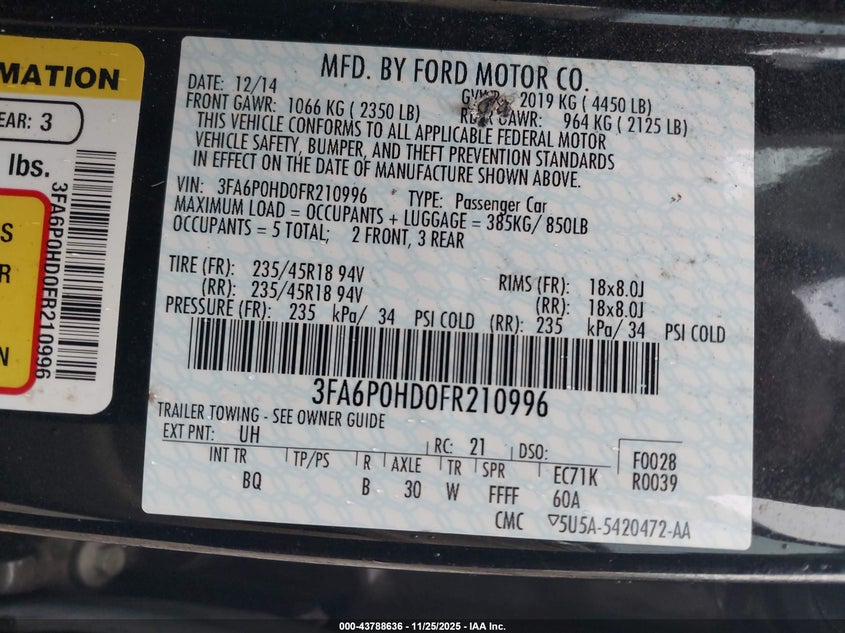 MATION
EAR: 3
lbs.
S
R
N
3FA6P0HD0FR210996
MFD. BY FORD MOTOR CO.
DATE: 12/14 GVWR: 2019 KG ( 4450 LB)
FRONT GAWR: 1066 KG ( 2350 LB) REAR GAWR: 964 KG ( 2125 LB)
THIS VEHICLE CONFORMS TO ALL APPLICABLE FEDERAL MOTOR
VEHICLE SAFETY, BUMPER, AND THEFT PREVENTION STANDARDS
IN EFFECT ON THE DATE OF MANUFACTURE SHOWN ABOVE.
VIN: 3FA6P0HD0FR210996 TYPE: Passenger Car
MAXIMUM LOAD = OCCUPANTS + LUGGAGE = 385KG/ 850LB
OCCUPANTS = 5 TOTAL; 2 FRONT, 3 REAR
TIRE (FR): 235/45R18 94V RIMS (FR): 18x8.0J
(RR): 235/45R18 94V (RR): 18x8.0J
PRESSURE (FR): 235 kPa/ 34 PSI COLD (RR): 235 kPa/ 34 PSI COLD
3FA6P0HD0FR210996
TRAILER TOWING - SEE OWNER GUIDE
EXT PNT: UH RC: 21 DSO: F0028
INT TR TP/PS R AXLE TR SPR EC71K R0039
BQ B 30 W FFFF 60A
CMC 5U5A-5420472-AA
000-43788636 - 11/25/2025 - IAA Inc.